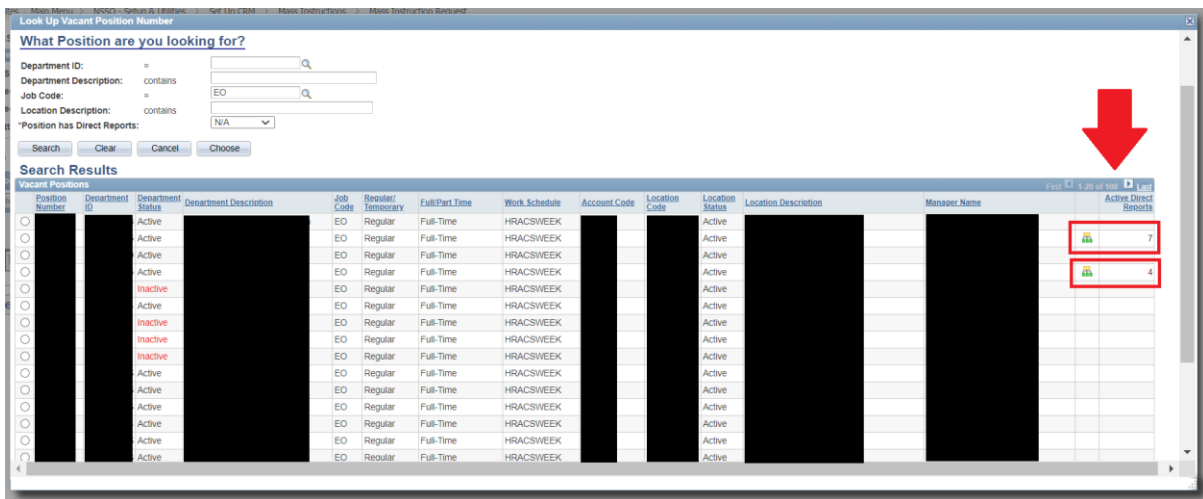 Main Menu > NSSO - Setup & Utilities > Set Up CRM > Mass Instructions > Mass Instruction Request
Look Up Vacant Position Number
What Position are you looking for?
Department ID: =
Department Description: contains
Job Code: = EO
Location Description: contains
*Position has Direct Reports: N/A
Search Clear Cancel Choose
Search Results
Vacant Positions First 1-20 of 100 Last
Position Number Department ID Department Status Department Description Job Code Regular/Temporary Full/Part Time Work Schedule Account Code Location Code Location Status Location Description Manager Name Active Direct Reports
Active EO Regular Full-Time HRACSWEEK Active
Active EO Regular Full-Time HRACSWEEK Active 7
Active EO Regular Full-Time HRACSWEEK Active
Active EO Regular Full-Time HRACSWEEK Active 4
Inactive EO Regular Full-Time HRACSWEEK Active
Active EO Regular Full-Time HRACSWEEK Active
Inactive EO Regular Full-Time HRACSWEEK Active
Inactive EO Regular Full-Time HRACSWEEK Active
Inactive EO Regular Full-Time HRACSWEEK Active
Active EO Regular Full-Time HRACSWEEK Active
Active EO Regular Full-Time HRACSWEEK Active
Active EO Regular Full-Time HRACSWEEK Active
Active EO Regular Full-Time HRACSWEEK Active
Active EO Regular Full-Time HRACSWEEK Active
Active EO Regular Full-Time HRACSWEEK Active